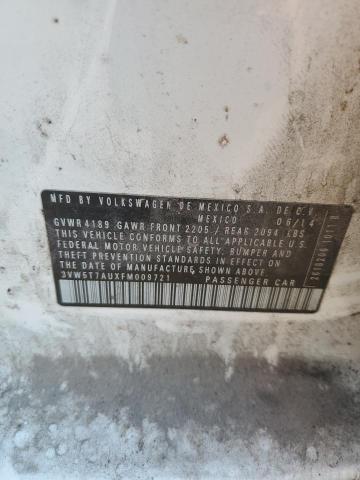 MFD BY VOLKSWAGEN DE MEXICO S.A. DE C.V.
MEXICO 06/14
GVWR 4189 GAWR FRONT 2205 / REAR 2094 LBS
THIS VEHICLE CONFORMS TO ALL APPLICABLE U.S.
FEDERAL MOTOR VEHICLE SAFETY, BUMPER AND
THEFT PREVENTION STANDARDS IN EFFECT ON
DATE OF MANUFACTURE SHOWN ABOVE
3VW5T7AUXFM009721 PASSENGER CAR